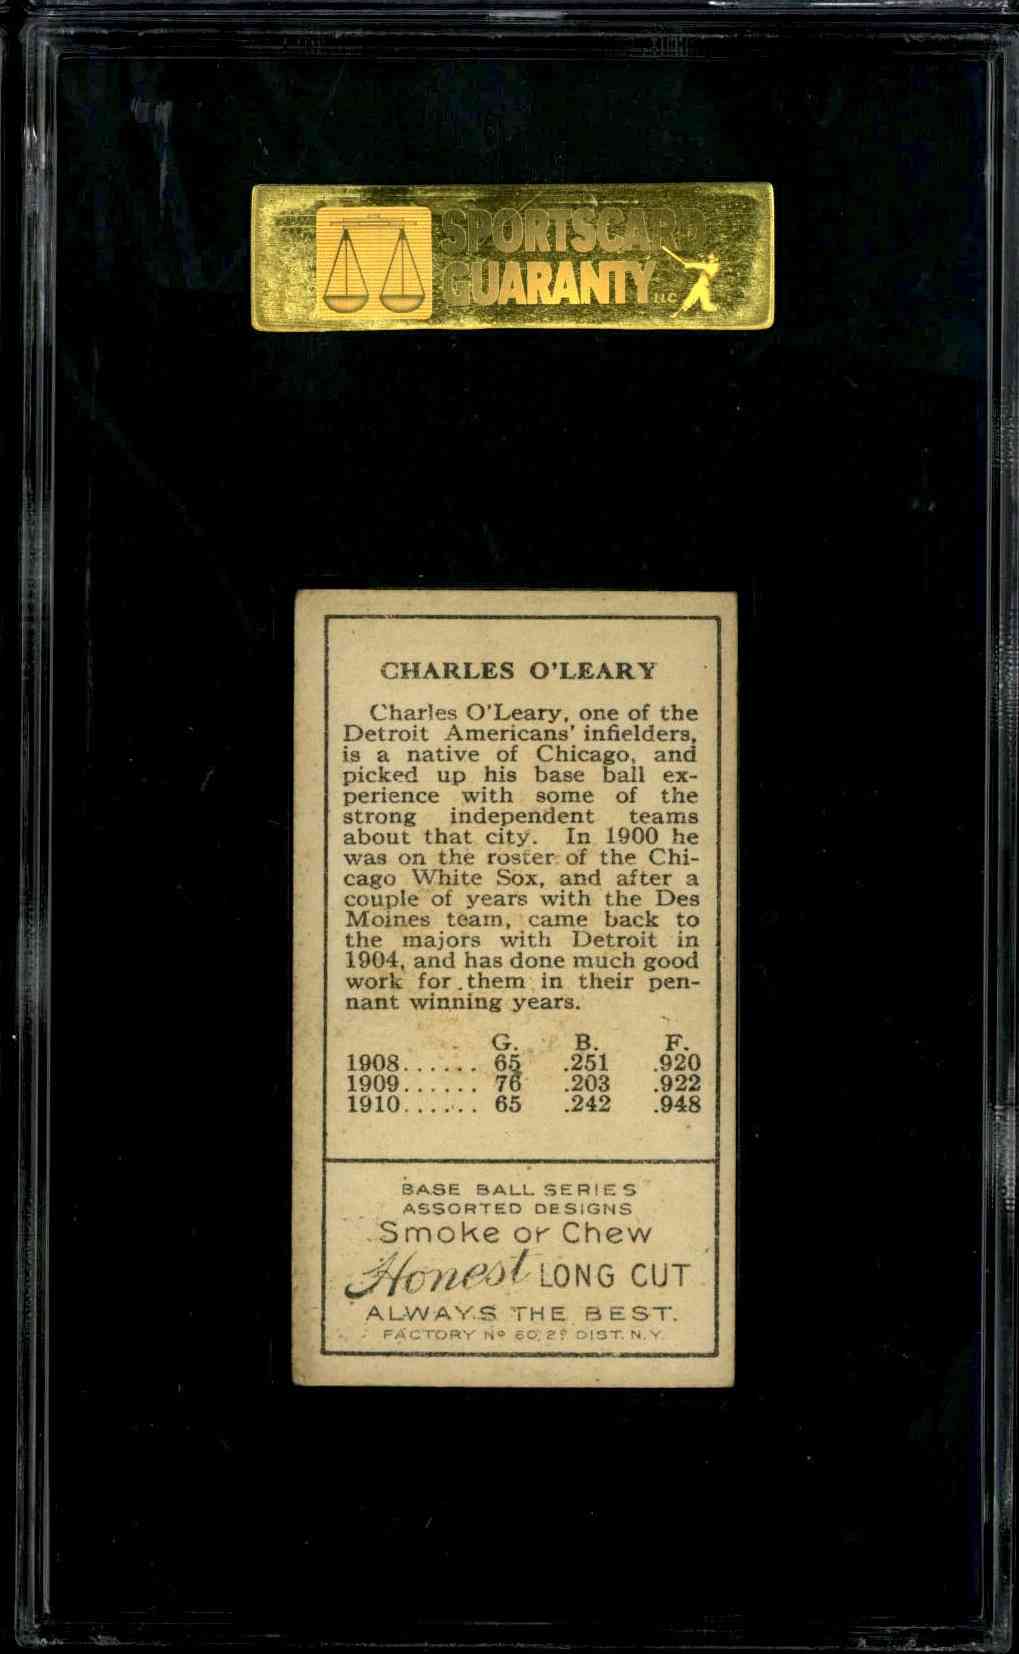 SPORTSCARD
GUARANTY LLC
CHARLES O'LEARY
Charles O'Leary, one of the
Detroit Americans' infielders,
is a native of Chicago, and
picked up his base ball ex-
perience with some of the
strong independent teams
about that city. In 1900 he
was on the roster of the Chi-
cago White Sox, and after a
couple of years with the Des
Moines team, came back to
the majors with Detroit in
1904, and has done much good
work for them in their pen-
nant winning years.
G. B. F.
1908...... 65 .251 .920
1909...... 76 .203 .922
1910...... 65 .242 .948
BASE BALL SERIES
ASSORTED DESIGNS
Smoke or Chew
Honest LONG CUT
ALWAYS THE BEST.
FACTORY Nº 60, 2º DIST. N.Y.